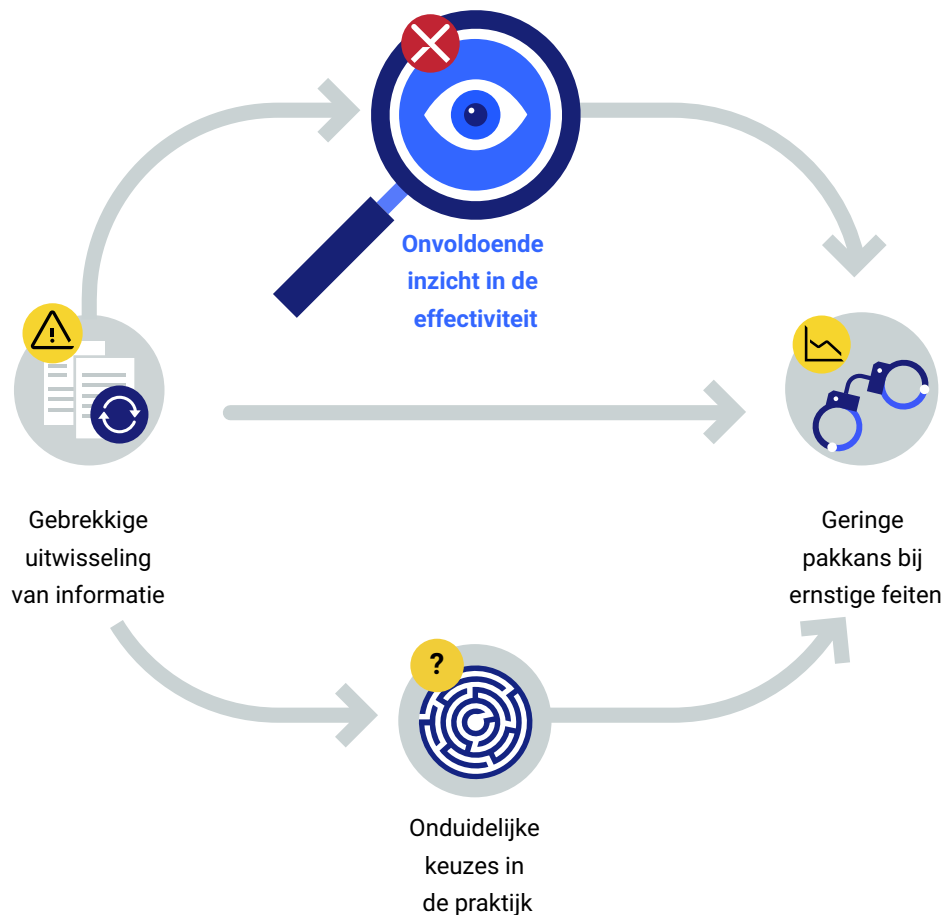 Onvoldoende
inzicht in de
effectiviteit
Gebrekkige
uitwisseling
van informatie
Geringe
pakkans bij
ernstige feiten
?
Onduidelijke
keuzes in
de praktijk